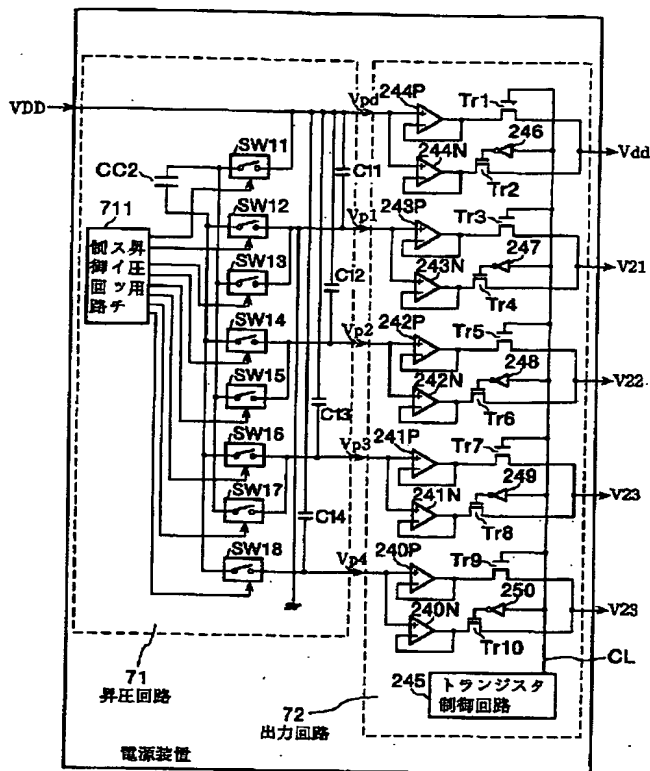 244P
Tr1
VDD
Vpd
246
Vdd
SW11
244N
CC2
C11
Tr2
711
SW12
243P
Tr3
昇圧用
スイッチ
制御回路
Vp1
247
V21
SW13
C12
243N
Tr4
SW14
242P
Tr5
Vp2
248
V22
SW15
242N
Tr6
SW16
C13
241P
Tr7
Vp3
249
V23
SW17
241N
Tr8
C14
SW18
240P
Tr9
Vp4
250
V23
240N
Tr10
CL
71
昇圧回路
245
トランジスタ
制御回路
72
出力回路
電源装置